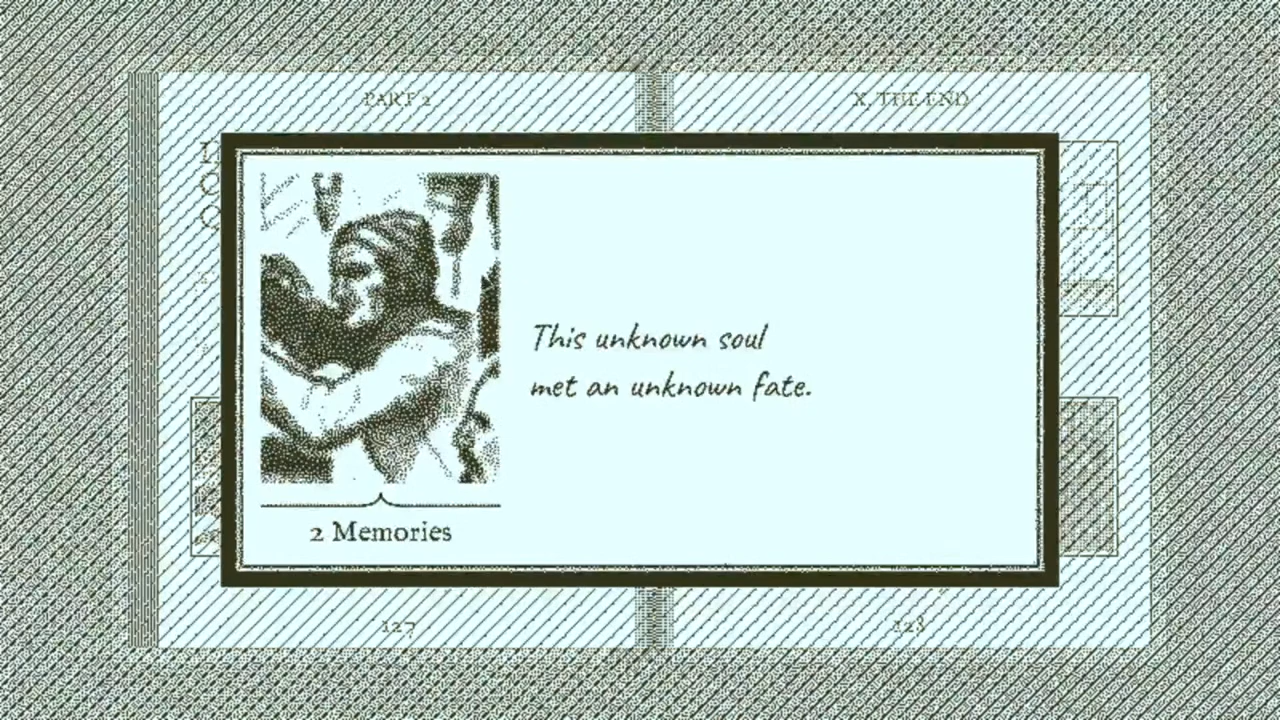 PART 2
X, THE END
L
O
O
This unknown soul
met an unknown fate.
2 Memories
127
128